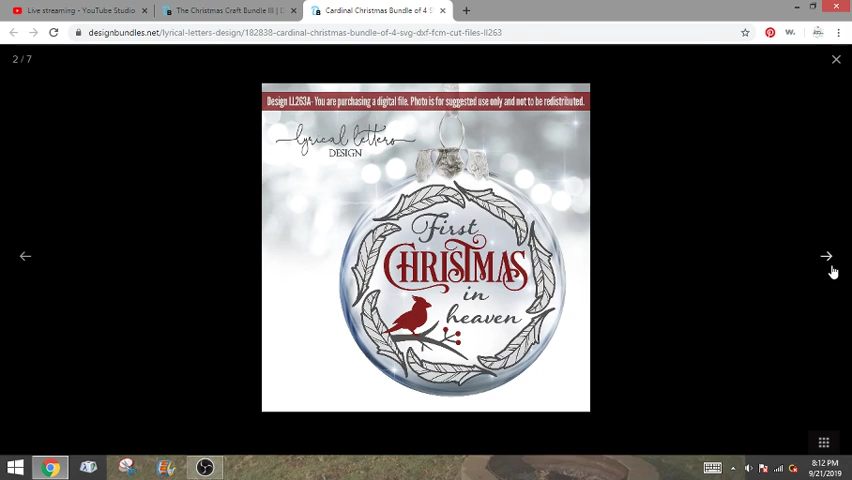 Live streaming - YouTube Studio
The Christmas Craft Bundle III | D
Cardinal Christmas Bundle of 4 S
designbundles.net/lyrical-letters-design/182838-cardinal-christmas-bundle-of-4-svg-dxf-fcm-cut-files-ll263
2 / 7
Design LL263A- You are purchasing a digital file. Photo is for suggested use only and not to be redistributed.
lyrical letters
DESIGN
First
CHRISTMAS
in
heaven
8:12 PM
9/21/2019